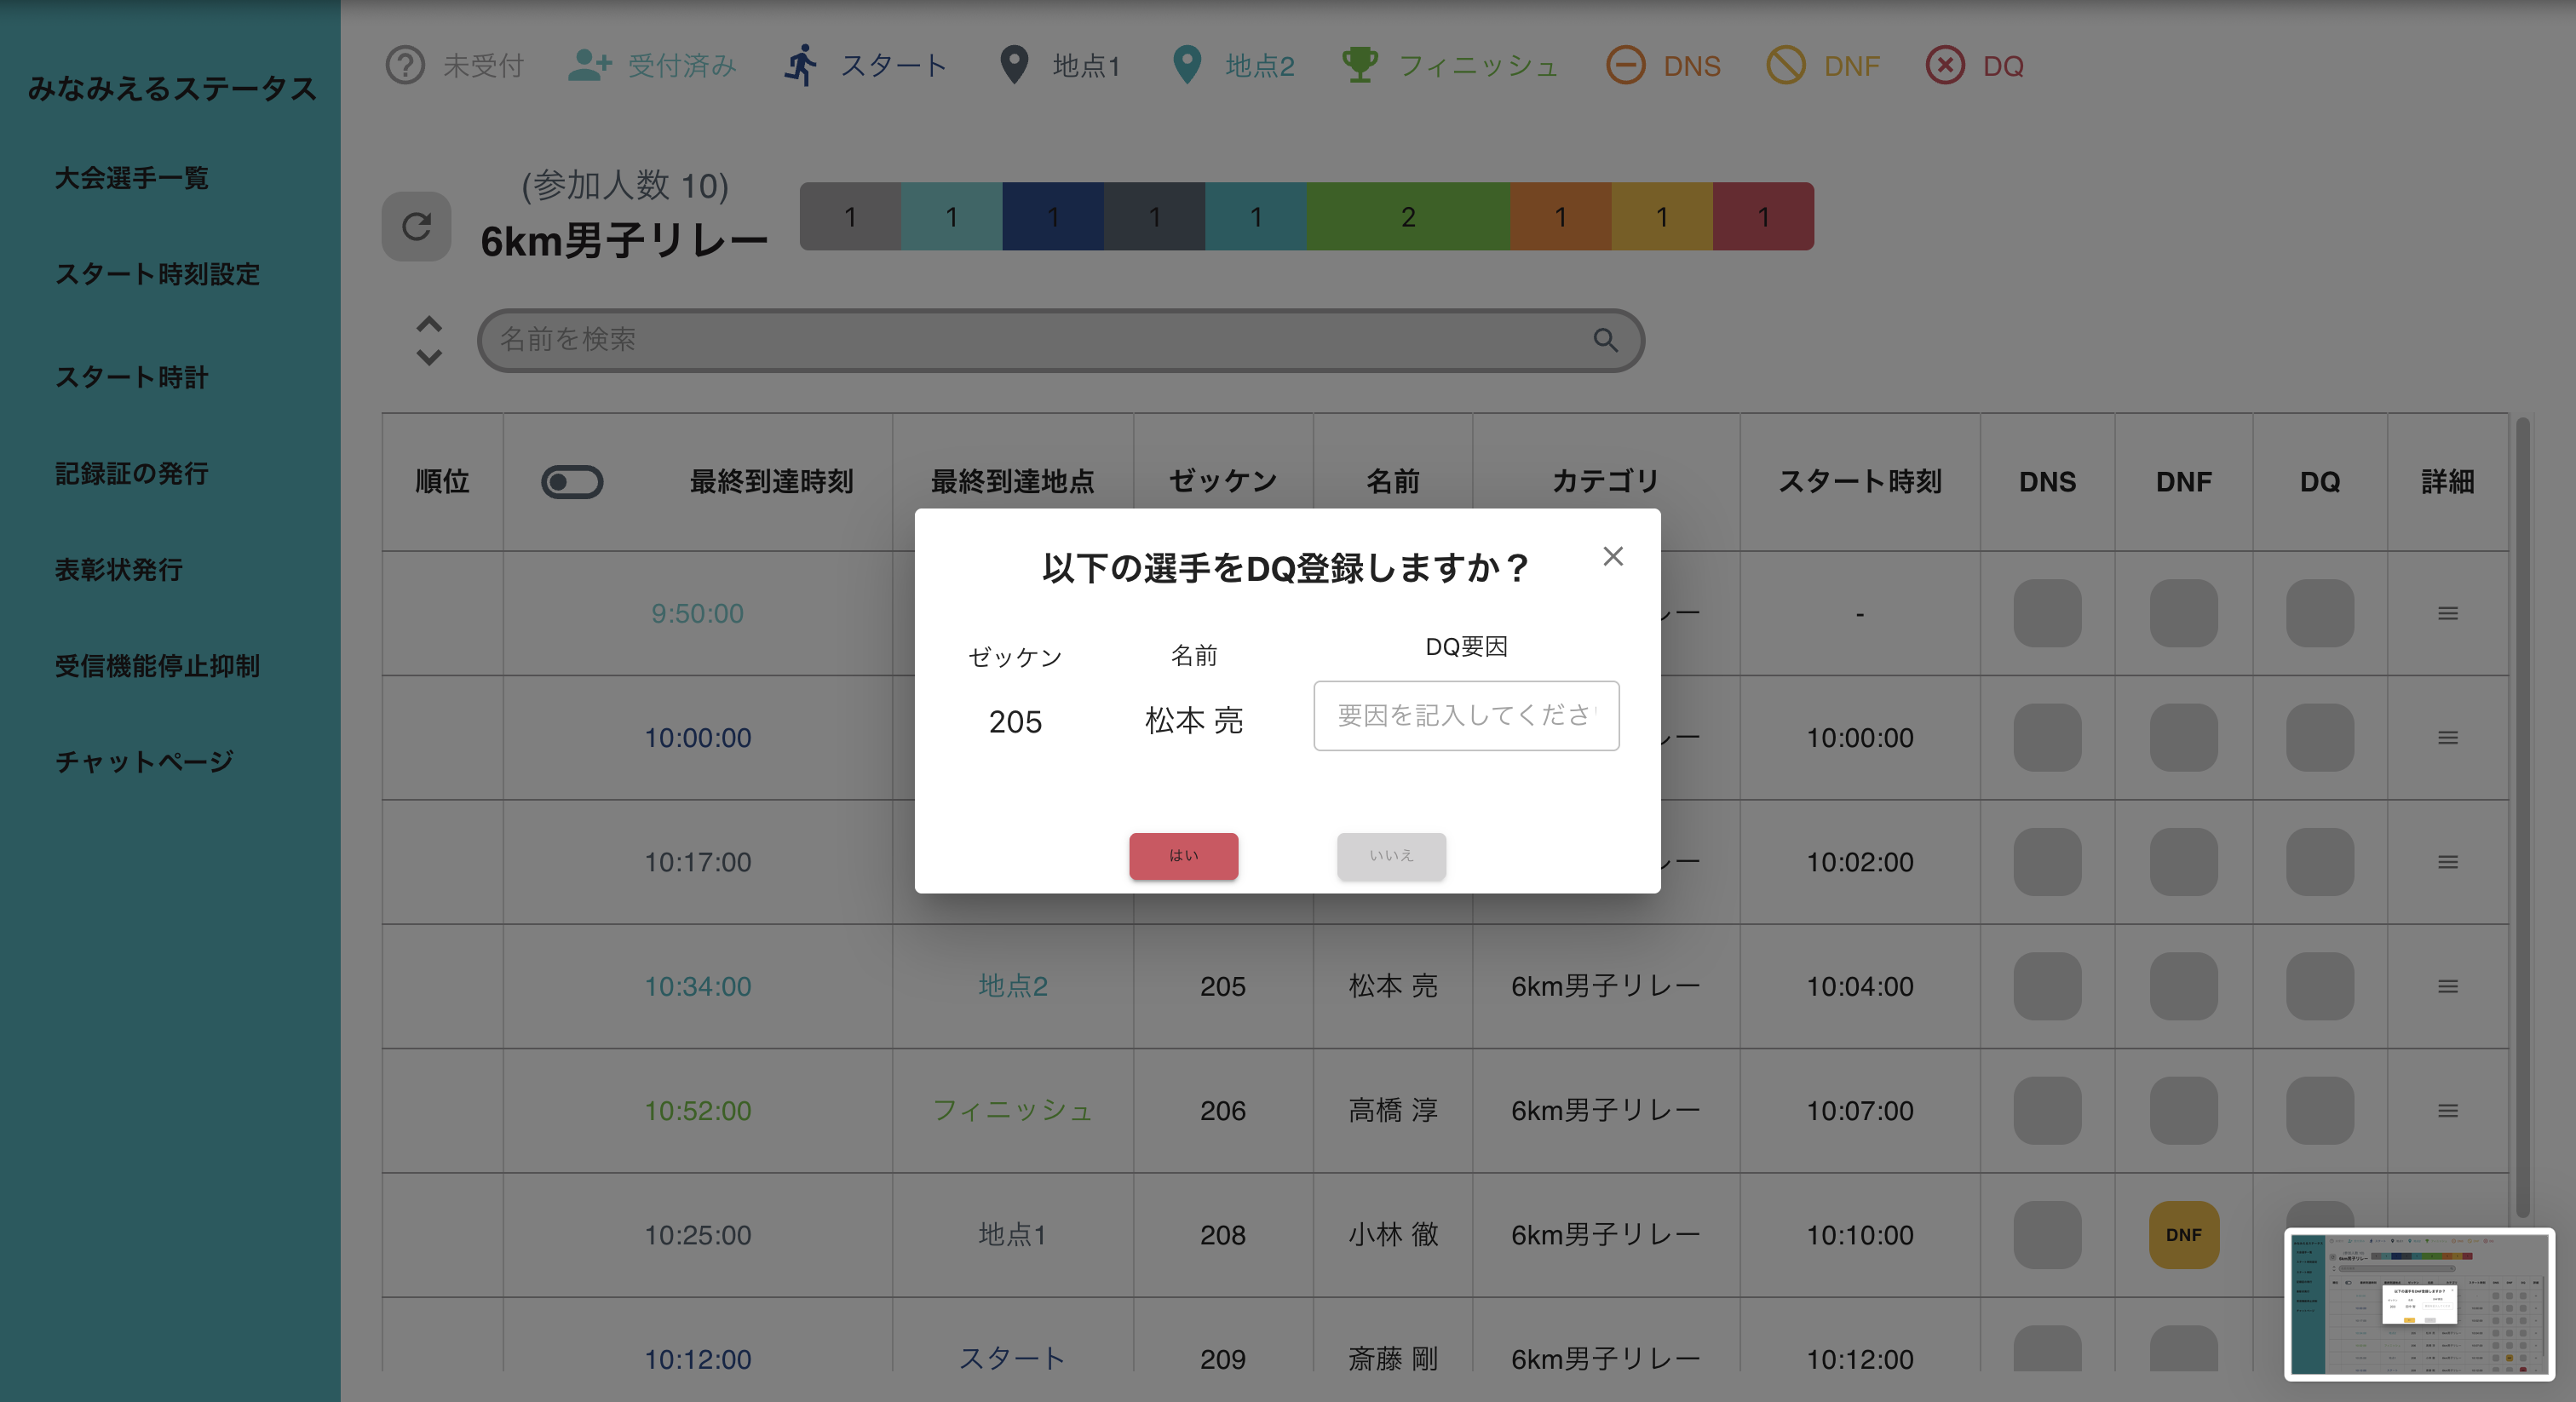 みなみえるステータス
大会選手一覧
スタート時刻設定
スタート時計
記録証の発行
表彰状発行
受信機能停止抑制
チャットページ
未受付 受付済み スタート 地点1 地点2 フィニッシュ DNS DNF DQ
(参加人数 10)
6km男子リレー
1 1 1 1 1 2 1 1 1
名前を検索
順位 最終到達時刻 最終到達地点 ゼッケン 名前 カテゴリ スタート時刻 DNS DNF DQ 詳細
以下の選手をDQ登録しますか？
ゼッケン 名前 DQ要因
205 松本 亮 要因を記入してくださ
はい いいえ
9:50:00 レー -
10:00:00 レー 10:00:00
10:17:00 レー 10:02:00
10:34:00 地点2 205 松本 亮 6km男子リレー 10:04:00
10:52:00 フィニッシュ 206 高橋 淳 6km男子リレー 10:07:00
10:25:00 地点1 208 小林 徹 6km男子リレー 10:10:00 DNF
10:12:00 スタート 209 斎藤 剛 6km男子リレー 10:12:00